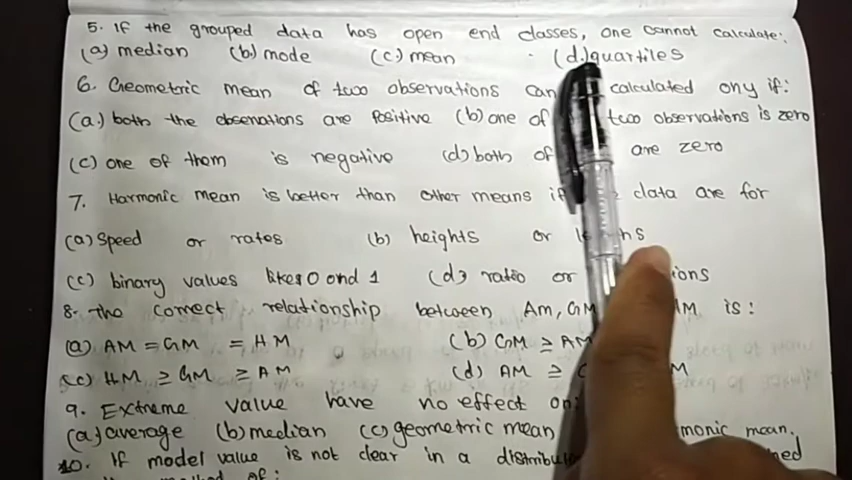 5. If the grouped data has open end classes, one cannot calculate:
(a) median (b) mode (c) mean (d.) quartiles
6. Geometric mean of two observations can calculated ony if:
(a) both the obsenations are Positive (b) one of two observations is zero
(c) one of them is negative (d) both of are zero
7. Harmonic mean is better than other means if data are for
(a) Speed or rates (b) heights or
(c) binary values likes 0 and 1 (d) ratio or
8. The correct relationship between Am, GM HM is:
(a) AM = GM = HM (b) GM ≥ AM
(c) HM ≥ GM ≥ AM (d) AM ≥
9. Extreme value have no effect on:
(a) average (b) median (c) geometric mean mean.
10. If model value is not clear in a